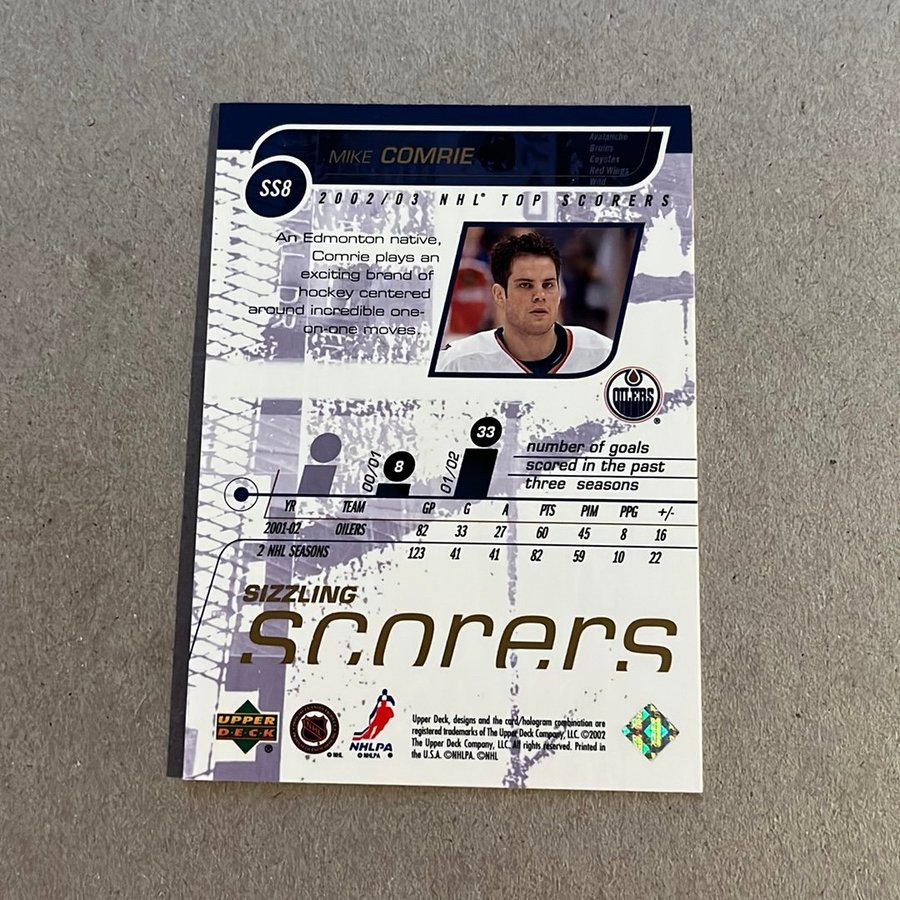 MIKE COMRIE
Avalanche
Bruins
Coyotes
Red Wings
Wild
SS8
2002/03 NHL® TOP SCORERS
An Edmonton native,
Comrie plays an
exciting brand of
hockey centered
around incredible one-
on-one moves.
OILERS
®
00/01
8
01/02
33
number of goals
scored in the past
three seasons
YR TEAM GP G A PTS PIM PPG +/-
2001-02 OILERS 82 33 27 60 45 8 16
2 NHL SEASONS 123 41 41 82 59 10 22
SIZZLING
scorers
UPPER
DECK
®
NHL
© NHL
NHLPA
© NHLPA
Upper Deck, designs and the card/hologram combination are
registered trademarks of The Upper Deck Company, LLC. ©2002
The Upper Deck Company, LLC. All rights reserved. Printed in
the U.S.A. ©NHLPA. ©NHL